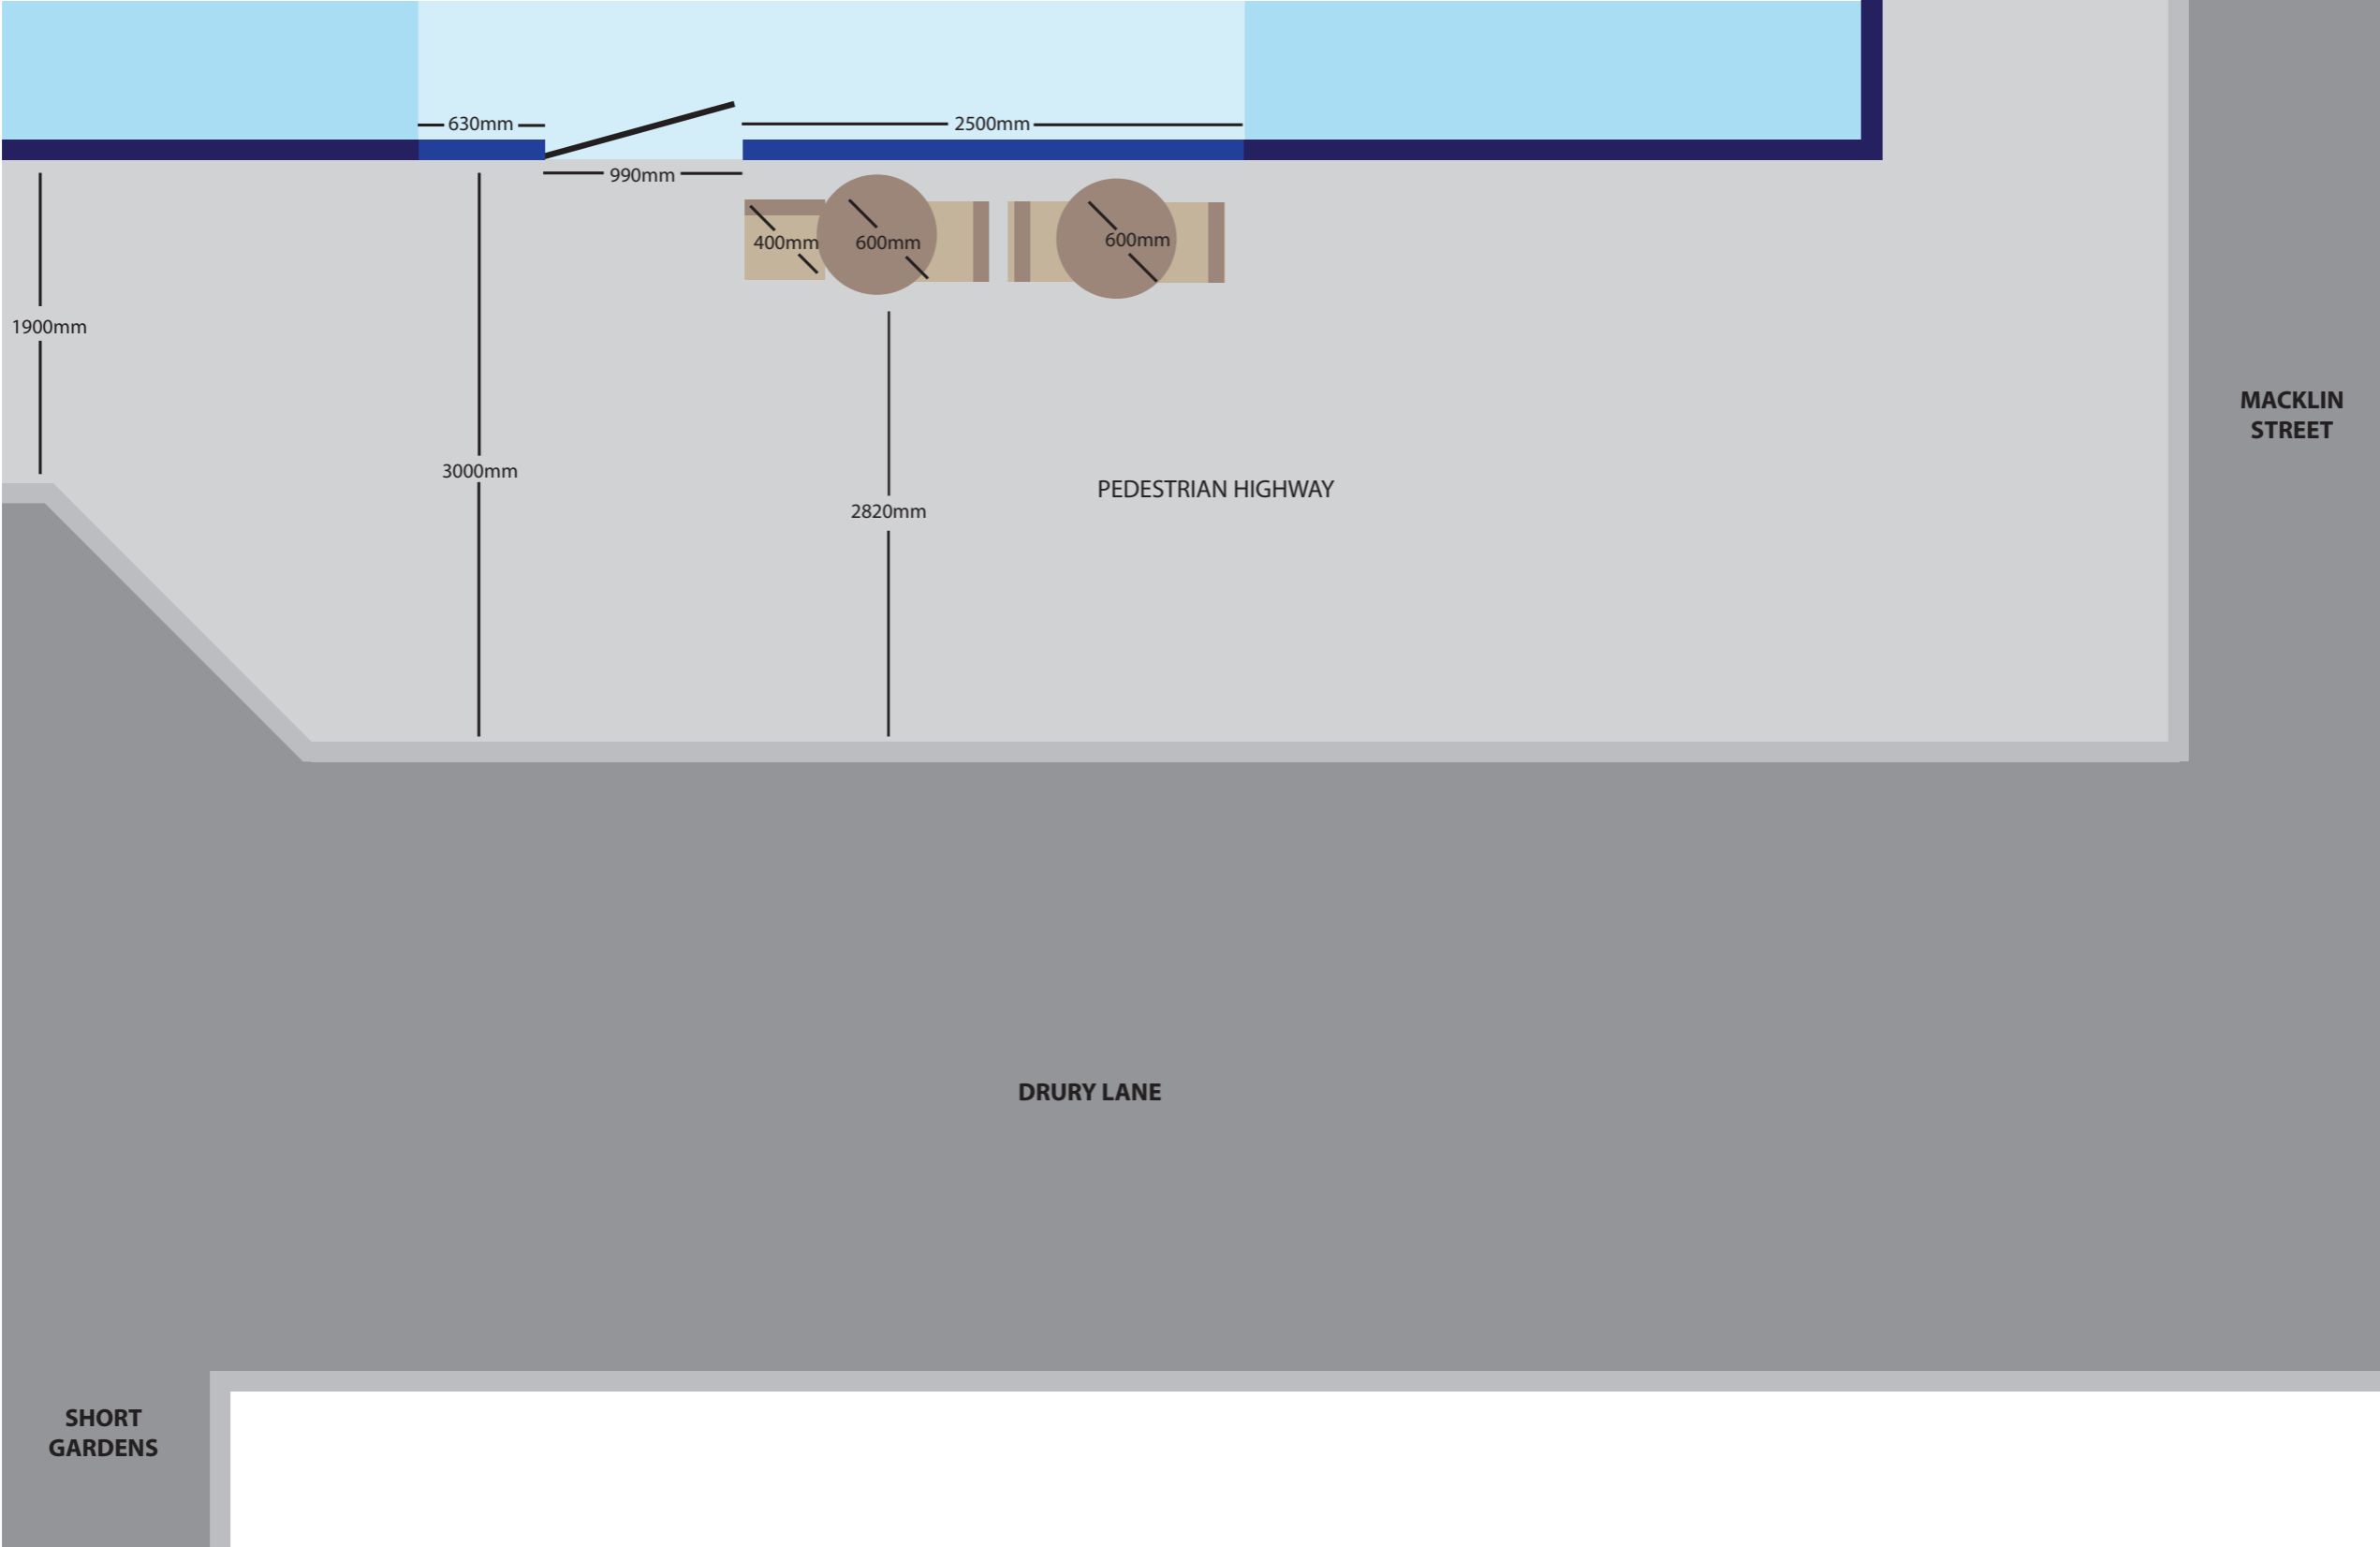 630mm
2500mm
990mm
400mm
600mm
600mm
1900mm
MACKLIN
STREET
3000mm
PEDESTRIAN HIGHWAY
2820mm
DRURY LANE
SHORT
GARDENS